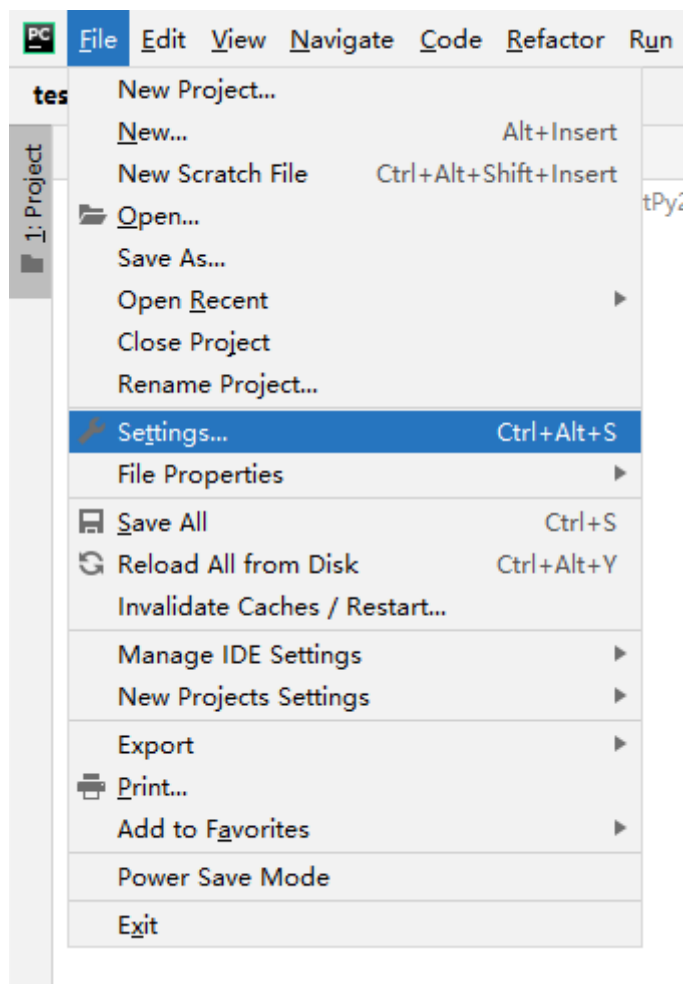 PC File Edit View Navigate Code Refactor Run
tes
1: Project
New Project...
New... Alt+Insert
New Scratch File Ctrl+Alt+Shift+Insert
tPy2
Open...
Save As...
Open Recent
Close Project
Rename Project...
Settings... Ctrl+Alt+S
File Properties
Save All Ctrl+S
Reload All from Disk Ctrl+Alt+Y
Invalidate Caches / Restart...
Manage IDE Settings
New Projects Settings
Export
Print...
Add to Favorites
Power Save Mode
Exit